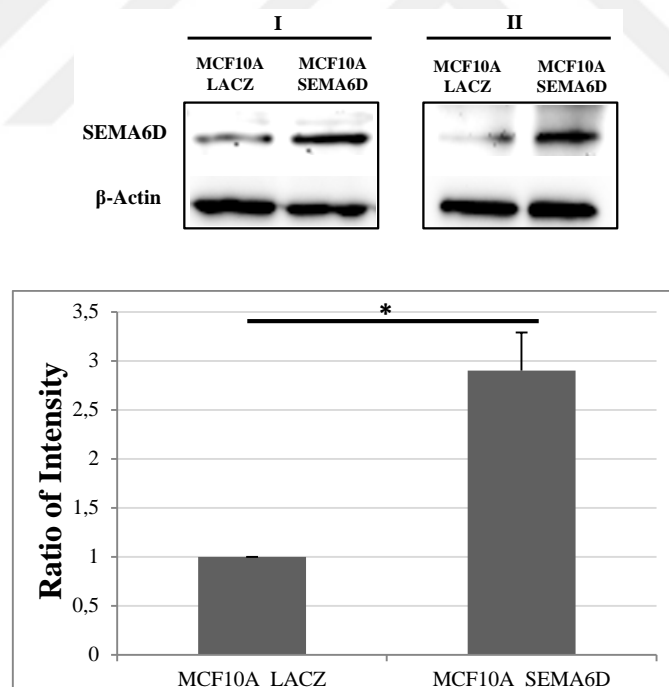 I II
MCF10A MCF10A MCF10A MCF10A
LACZ SEMA6D LACZ SEMA6D
SEMA6D
β-Actin
3,5
*
3
2,5
2
1,5
1
0,5
0
Ratio of Intensity
MCF10A LACZ MCF10A SEMA6D